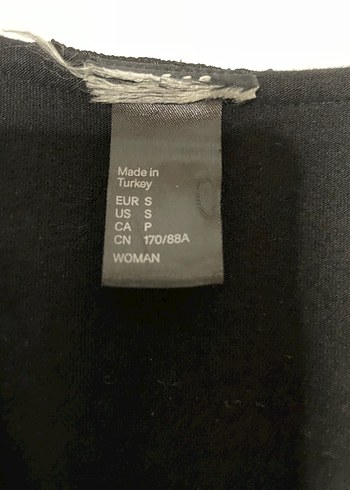 Made in
Turkey
EUR S
US S
CA P
CN 170/88A
WOMAN